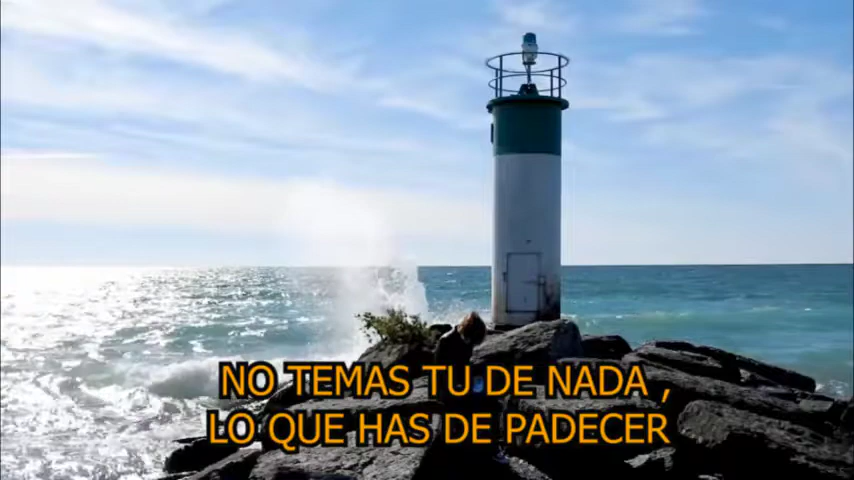 NO TEMAS TU DE NADA ,
LO QUE HAS DE PADECER